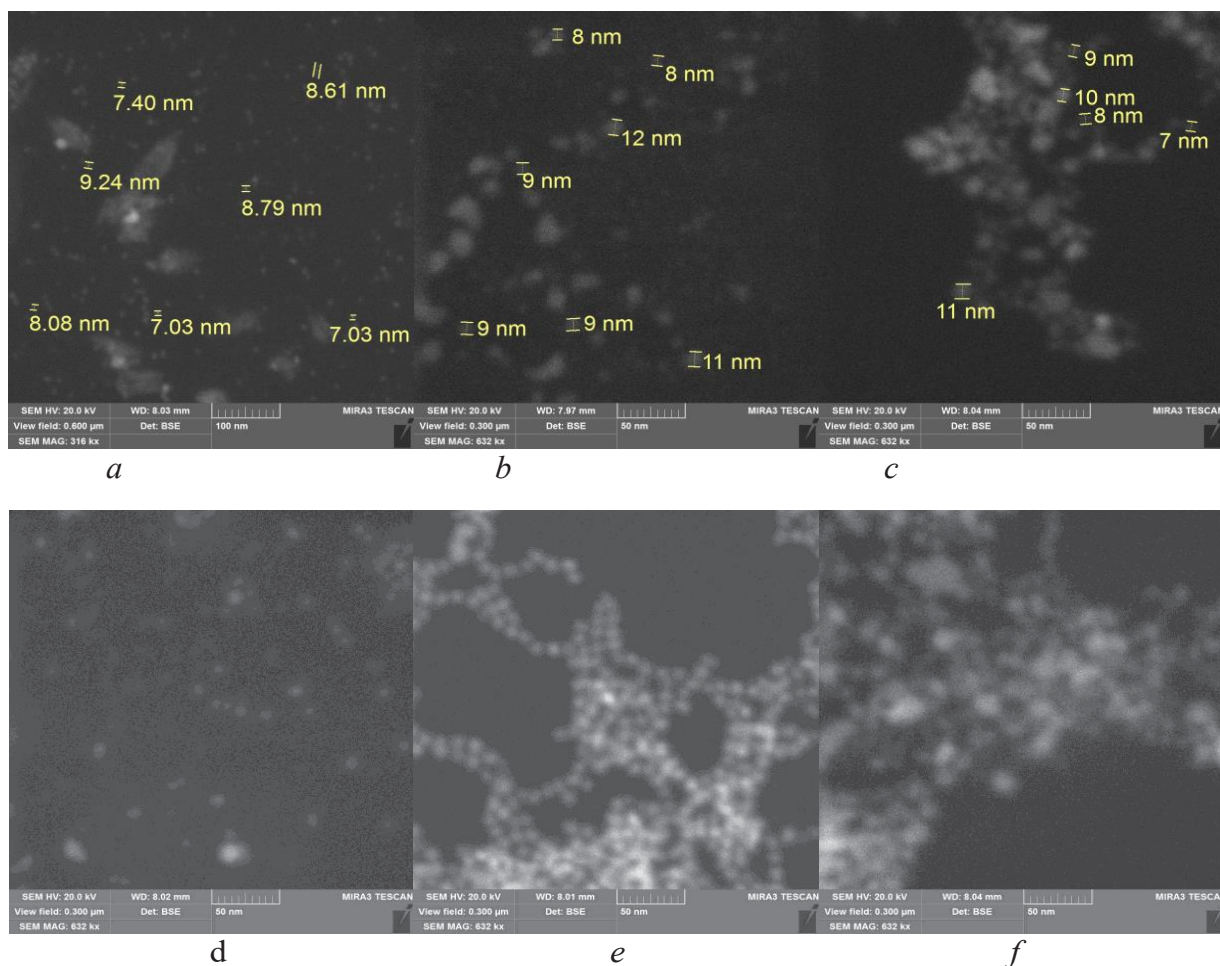 8.61 nm
7.40 nm
9.24 nm
8.79 nm
8.08 nm
7.03 nm
7.03 nm
SEM HV: 20.0 kV WD: 8.03 mm MIRA3 TESCAN
View field: 0.600 µm Det: BSE 100 nm
SEM MAG: 316 kx
a
8 nm
8 nm
12 nm
9 nm
9 nm
9 nm
11 nm
SEM HV: 20.0 kV WD: 7.97 mm MIRA3 TESCAN
View field: 0.300 µm Det: BSE 50 nm
SEM MAG: 632 kx
b
9 nm
10 nm
8 nm
7 nm
11 nm
SEM HV: 20.0 kV WD: 8.04 mm MIRA3 TESCAN
View field: 0.300 µm Det: BSE 50 nm
SEM MAG: 632 kx
c
SEM HV: 20.0 kV WD: 8.02 mm MIRA3 TESCAN
View field: 0.300 µm Det: BSE 50 nm
SEM MAG: 632 kx
d
SEM HV: 20.0 kV WD: 8.01 mm MIRA3 TESCAN
View field: 0.300 µm Det: BSE 50 nm
SEM MAG: 632 kx
e
SEM HV: 20.0 kV WD: 8.04 mm MIRA3 TESCAN
View field: 0.300 µm Det: BSE 50 nm
SEM MAG: 632 kx
f